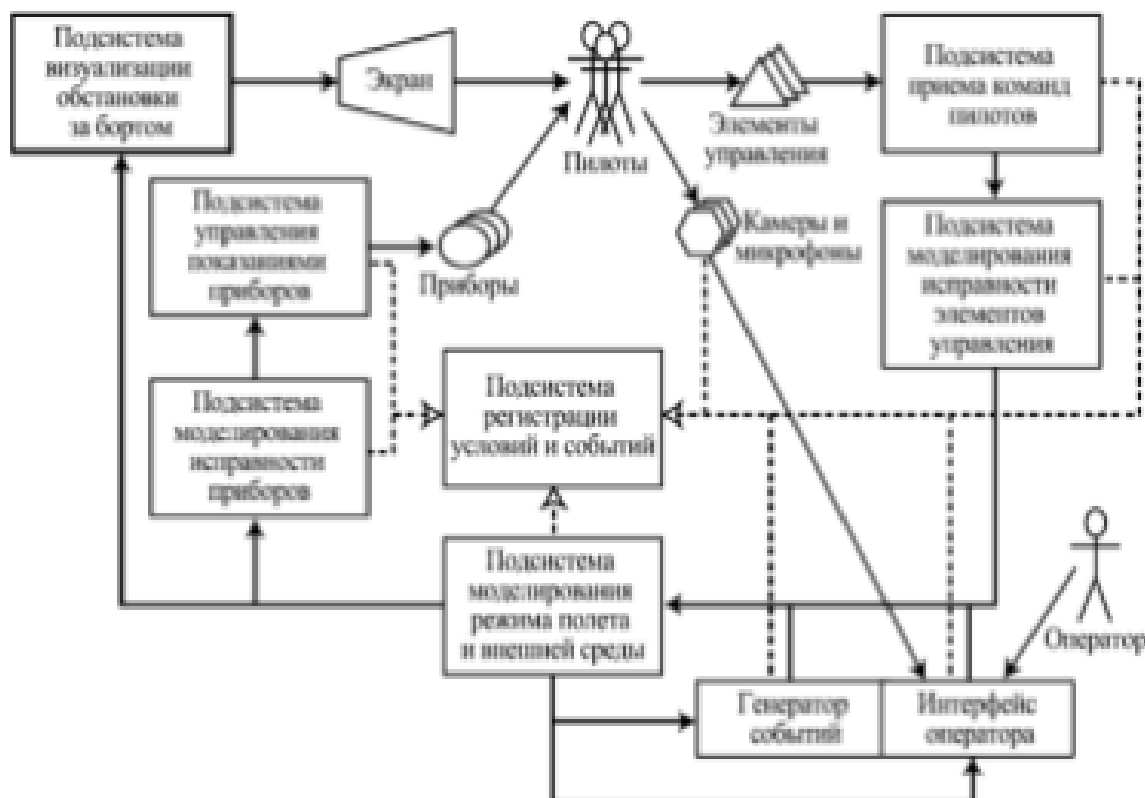 Подсистема
визуализации
обстановки
за бортом
Экран
Пилоты
Элементы
управления
Подсистема
приема команд
пилотов
Подсистема
управления
показаниями
приборов
Приборы
Камеры и
микрофоны
Подсистема
моделирования
исправности
элементов
управления
Подсистема
моделирования
исправности
приборов
Подсистема
регистрации
условий и событий
Подсистема
моделирования
режима полета
и внешней среды
Оператор
Генератор
событий
Интерфейс
оператора